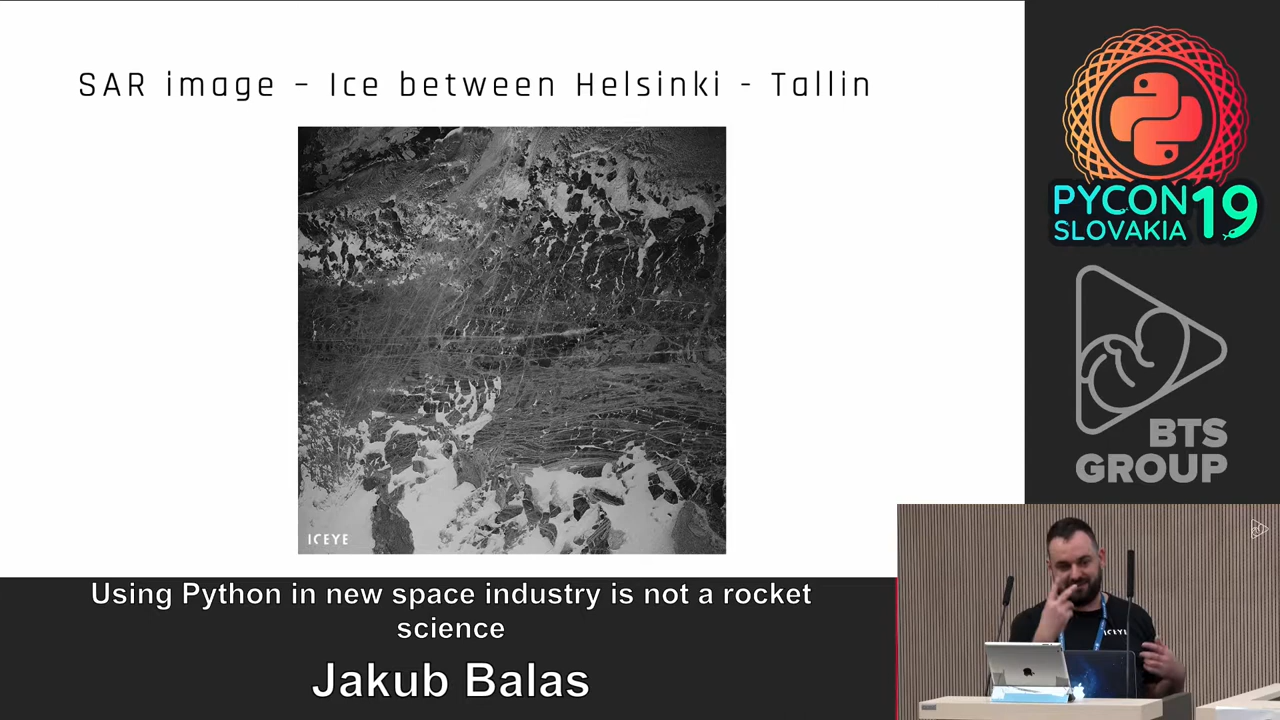 SAR image – Ice between Helsinki - Tallin
ICEYE
PYCON 19
SLOVAKIA
BTS
GROUP
ICEYE
Using Python in new space industry is not a rocket
science
Jakub Balas